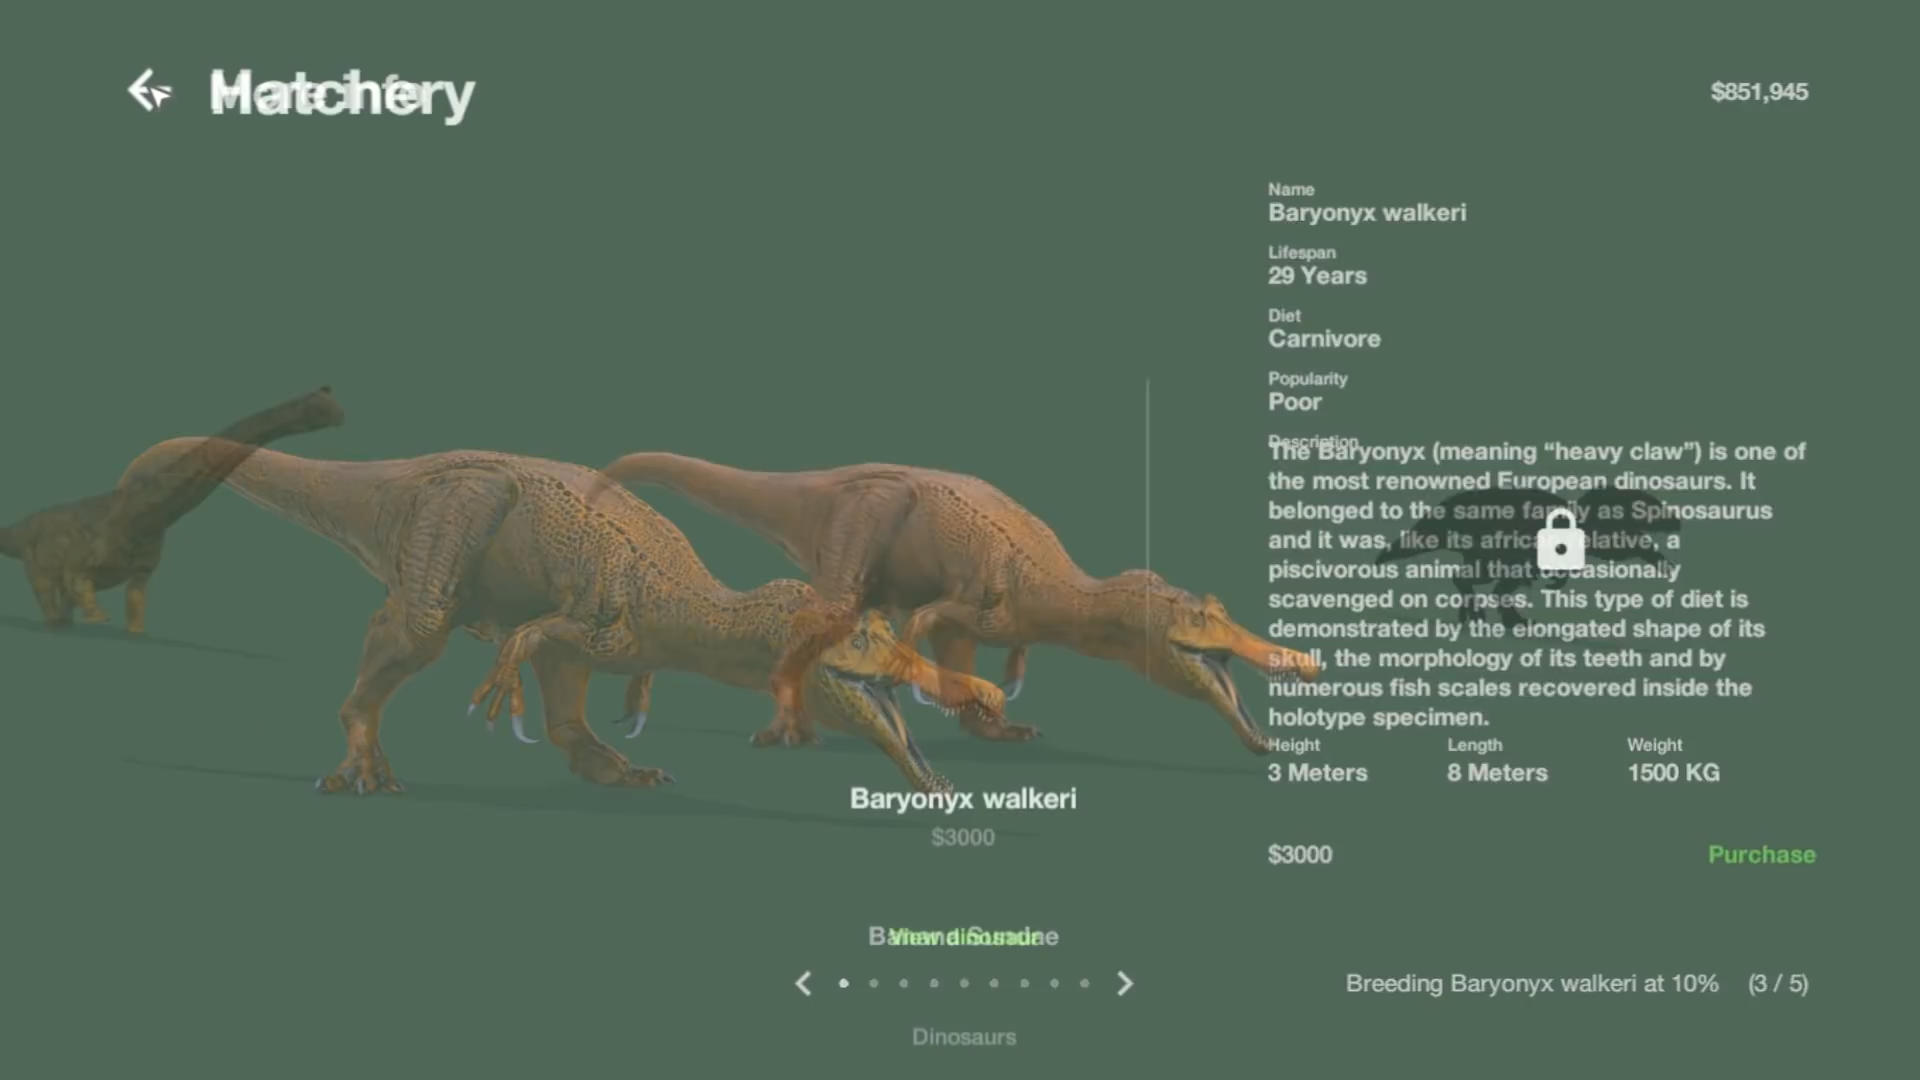 $851,945
Name
Baryonyx walkeri
Lifespan
29 Years
Diet
Carnivore
Popularity
Poor
Description
The Baryonyx (meaning “heavy claw”) is one of
the most renowned European dinosaurs. It
belonged to the same family as Spinosaurus
and it was, like its african relative, a
piscivorous animal that occasionally
scavenged on corpses. This type of diet is
demonstrated by the elongated shape of its
skull, the morphology of its teeth and by
numerous fish scales recovered inside the
holotype specimen.
Height Length Weight
3 Meters 8 Meters 1500 KG
Baryonyx walkeri
$3000
$3000 Purchase
View dinosaur
Breeding Baryonyx walkeri at 10% (3 / 5)
Dinosaurs